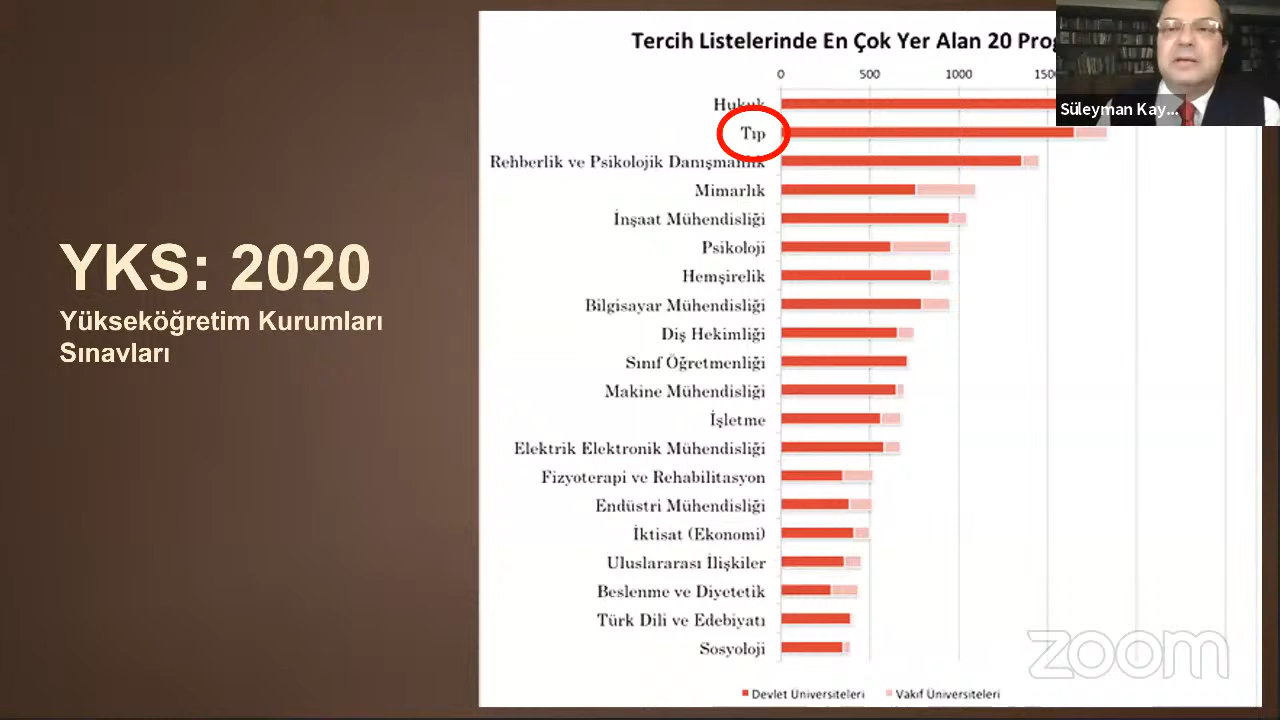 Tercih Listelerinde En Çok Yer Alan 20
0 500 1000
Süleyman Kay...
Hukuk
Tıp
Rehberlik ve Psikolojik Danışmanlık
Mimarlık
İnşaat Mühendisliği
Psikoloji
Hemşirelik
Bilgisayar Mühendisliği
Diş Hekimliği
Sınıf Öğretmenliği
Makine Mühendisliği
İşletme
Elektrik Elektronik Mühendisliği
Fizyoterapi ve Rehabilitasyon
Endüstri Mühendisliği
İktisat (Ekonomi)
Uluslararası İlişkiler
Beslenme ve Diyetetik
Türk Dili ve Edebiyatı
Sosyoloji
Devlet Üniversiteleri Vakıf Üniversiteleri
YKS: 2020
Yükseköğretim Kurumları
Sınavları
zoom